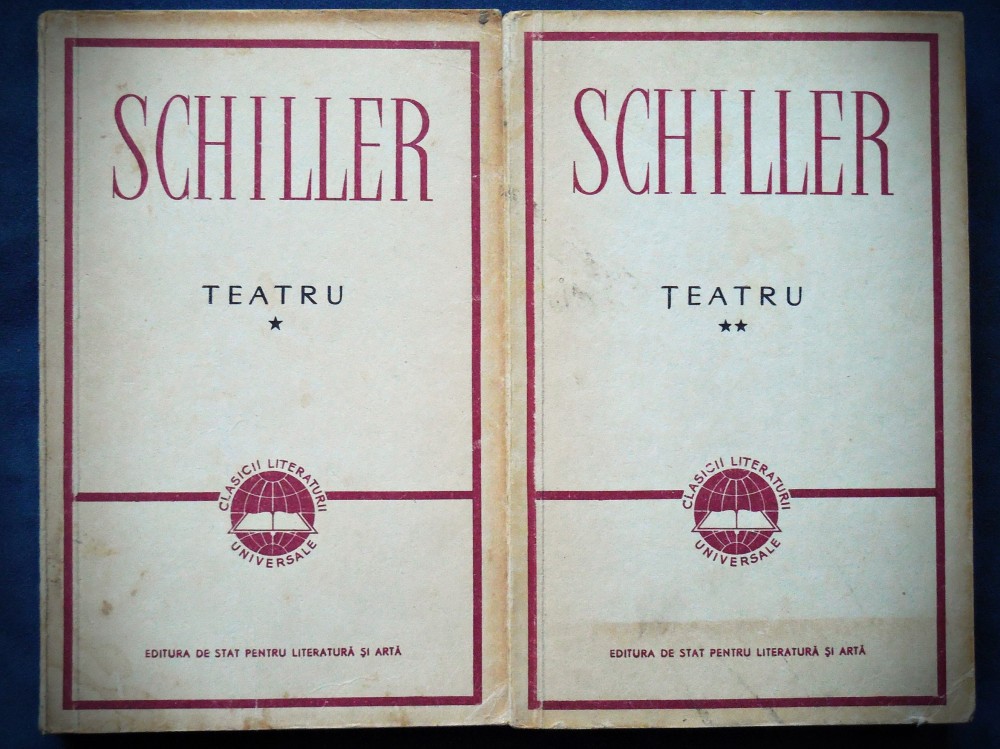 SCHILLER
TEATRU
★
CLASICII LITERATURII
UNIVERSALE
EDITURA DE STAT PENTRU LITERATURĂ ȘI ARTĂ
SCHILLER
ȚEATRU
★★
CLASICII LITERATURII
UNIVERSALE
EDITURA DE STAT PENTRU LITERATURĂ ȘI ARTĂ